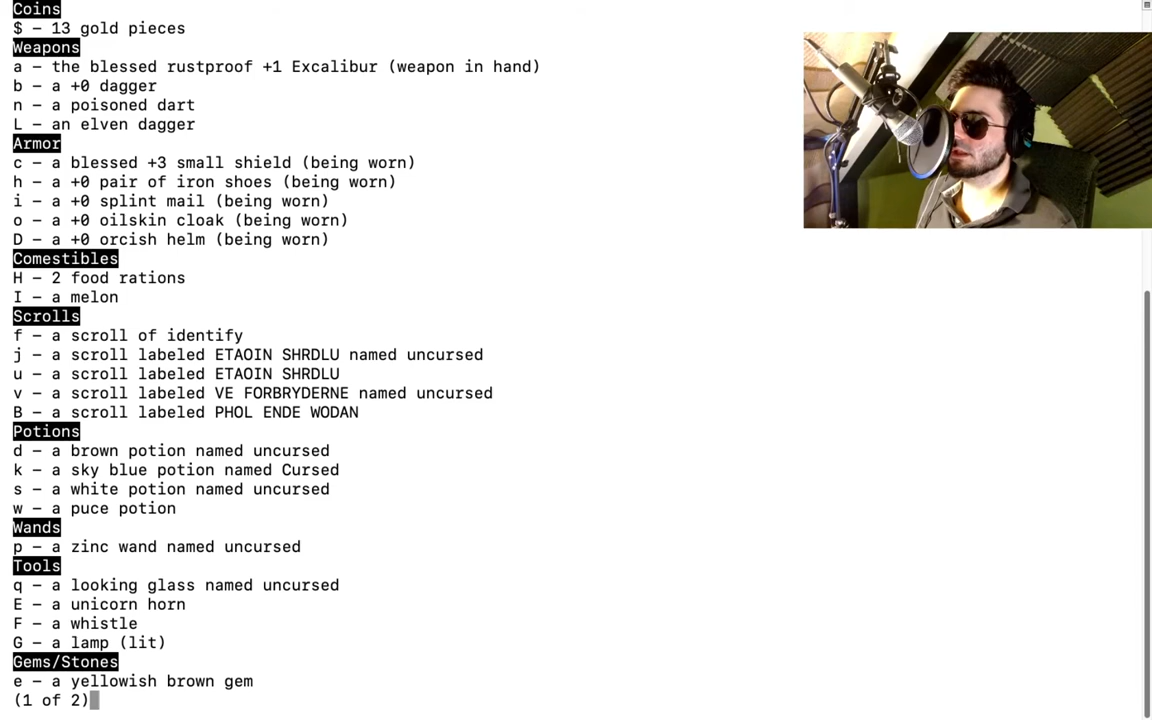 Coins
$ - 13 gold pieces
Weapons
a - the blessed rustproof +1 Excalibur (weapon in hand)
b - a +0 dagger
n - a poisoned dart
L - an elven dagger
Armor
c - a blessed +3 small shield (being worn)
h - a +0 pair of iron shoes (being worn)
i - a +0 splint mail (being worn)
o - a +0 oilskin cloak (being worn)
D - a +0 orcish helm (being worn)
Comestibles
H - 2 food rations
I - a melon
Scrolls
f - a scroll of identify
j - a scroll labeled ETAOIN SHRDLU named uncursed
u - a scroll labeled ETAOIN SHRDLU
v - a scroll labeled VE FORBRYDERNE named uncursed
B - a scroll labeled PHOL ENDE WODAN
Potions
d - a brown potion named uncursed
k - a sky blue potion named Cursed
s - a white potion named uncursed
w - a puce potion
Wands
p - a zinc wand named uncursed
Tools
q - a looking glass named uncursed
E - a unicorn horn
F - a whistle
G - a lamp (lit)
Gems/Stones
e - a yellowish brown gem
(1 of 2)